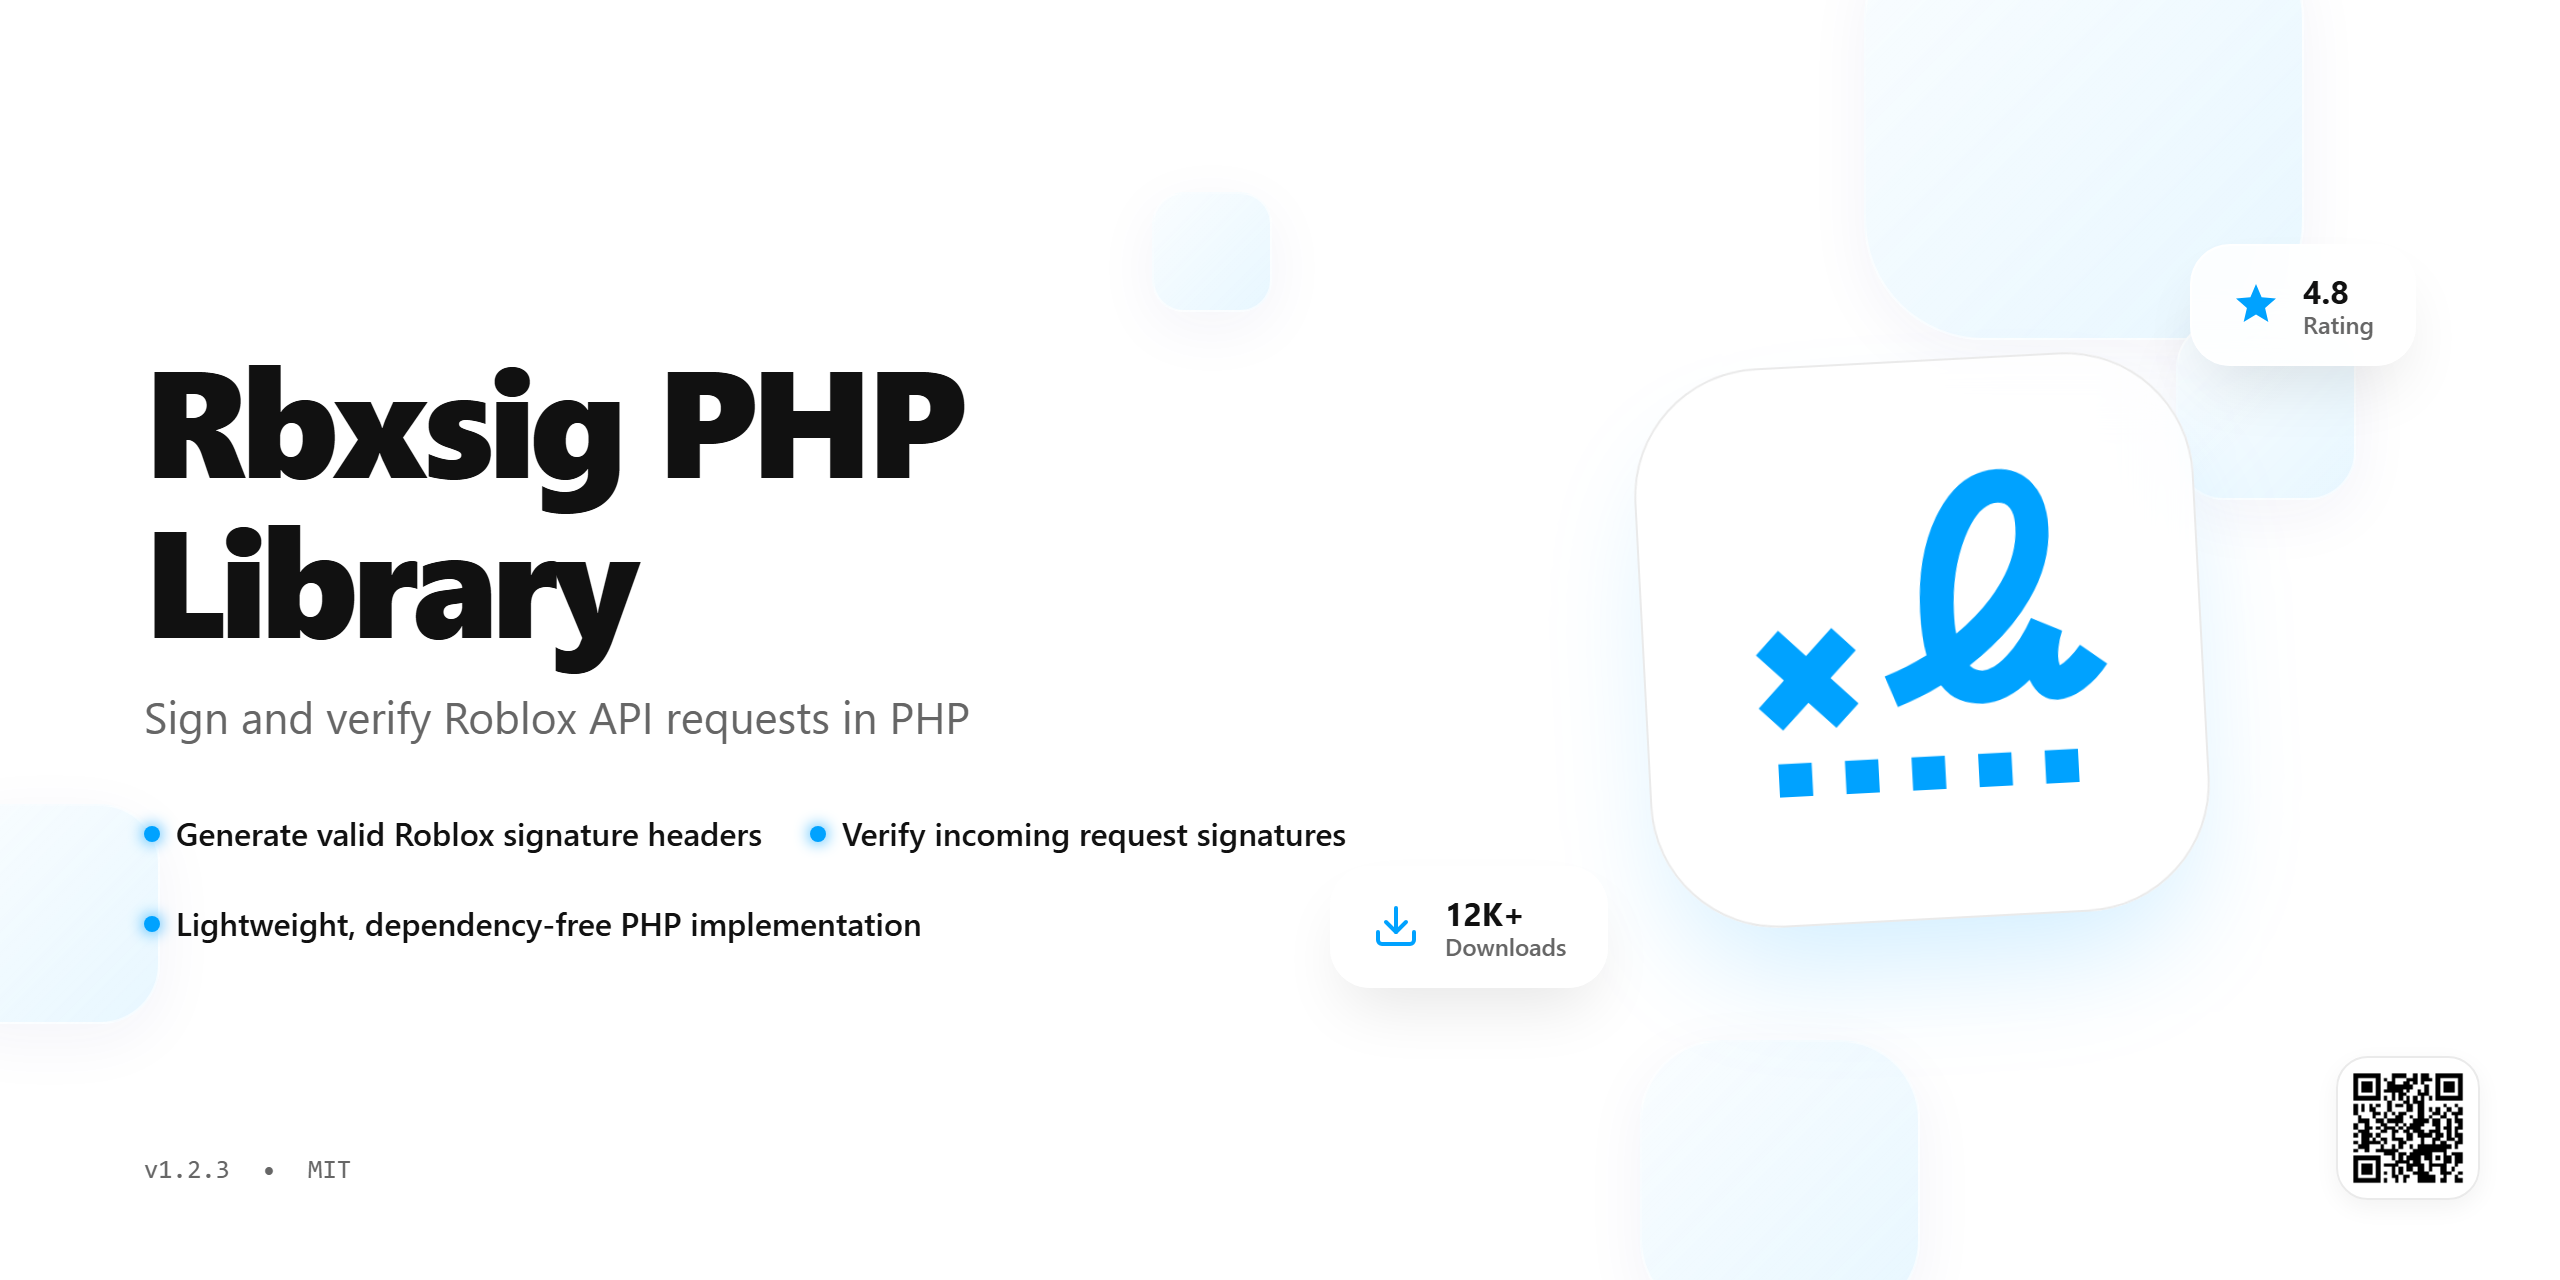 Rbxsig PHP
Library
Sign and verify Roblox API requests in PHP
Generate valid Roblox signature headers
Verify incoming request signatures
Lightweight, dependency-free PHP implementation
4.8
Rating
12K+
Downloads
v1.2.3 • MIT